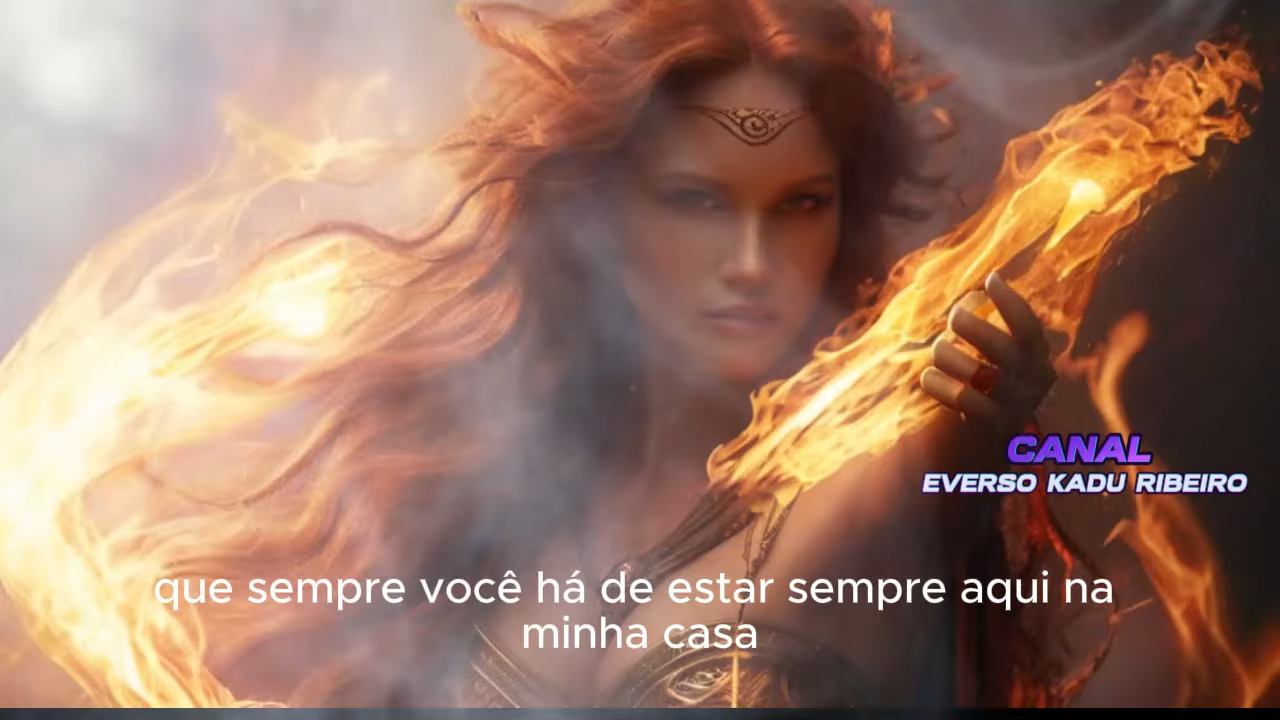 CANAL
EVERSO KADU RIBEIRO
que sempre você há de estar sempre aqui na
minha casa